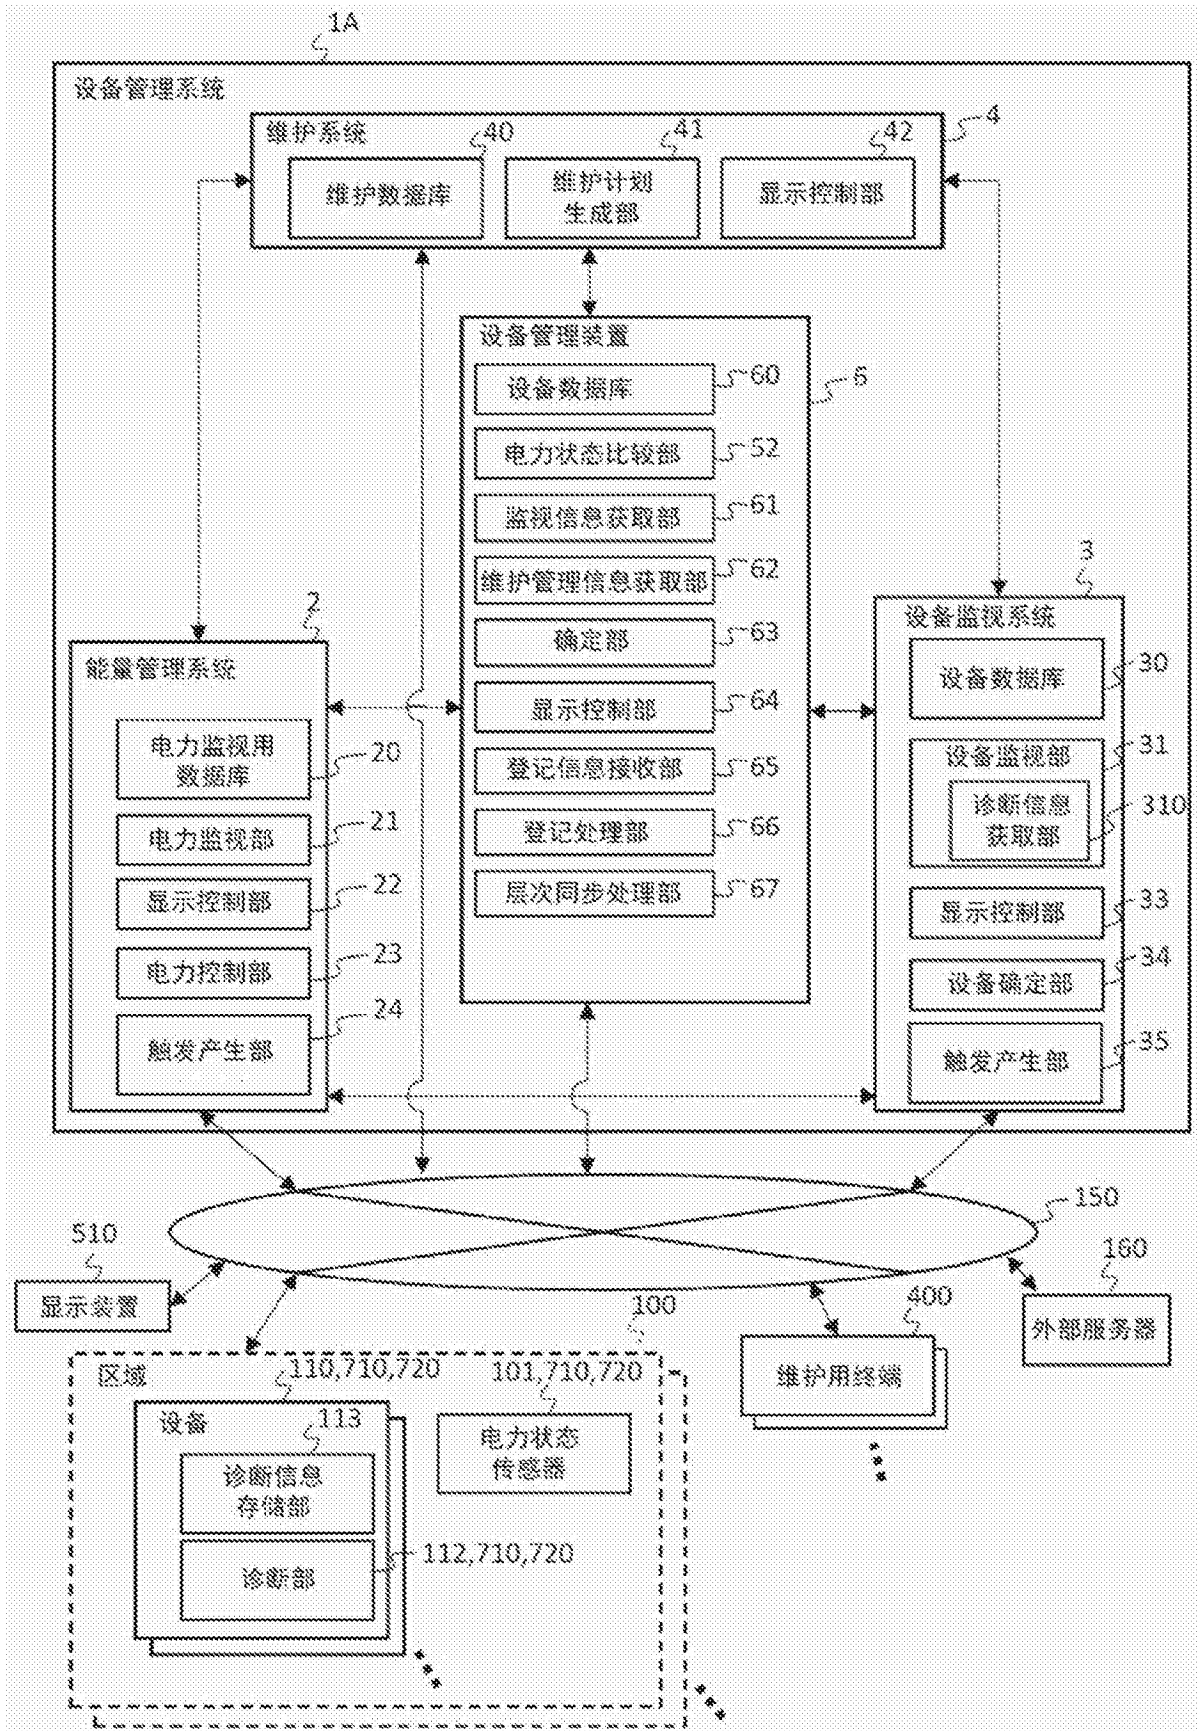 1A
设备管理系统
4
维护系统
40
41
42
维护数据库
维护计划
生成部
显示控制部
设备管理装置
6
设备数据库
60
电力状态比较部
52
监视信息获取部
61
维护管理信息获取部
62
确定部
63
显示控制部
64
登记信息接收部
65
登记处理部
66
层次同步处理部
67
2
能量管理系统
电力监视用
数据库
20
电力监视部
21
显示控制部
22
电力控制部
23
触发产生部
24
3
设备监视系统
设备数据库
30
设备监视部
31
诊断信息
获取部
310
显示控制部
33
设备确定部
34
触发产生部
35
150
510
显示装置
160
外部服务器
400
维护用终端
100
区域
110,710,720
设备
113
诊断信息
存储部
诊断部
112,710,720
101,710,720
电力状态
传感器